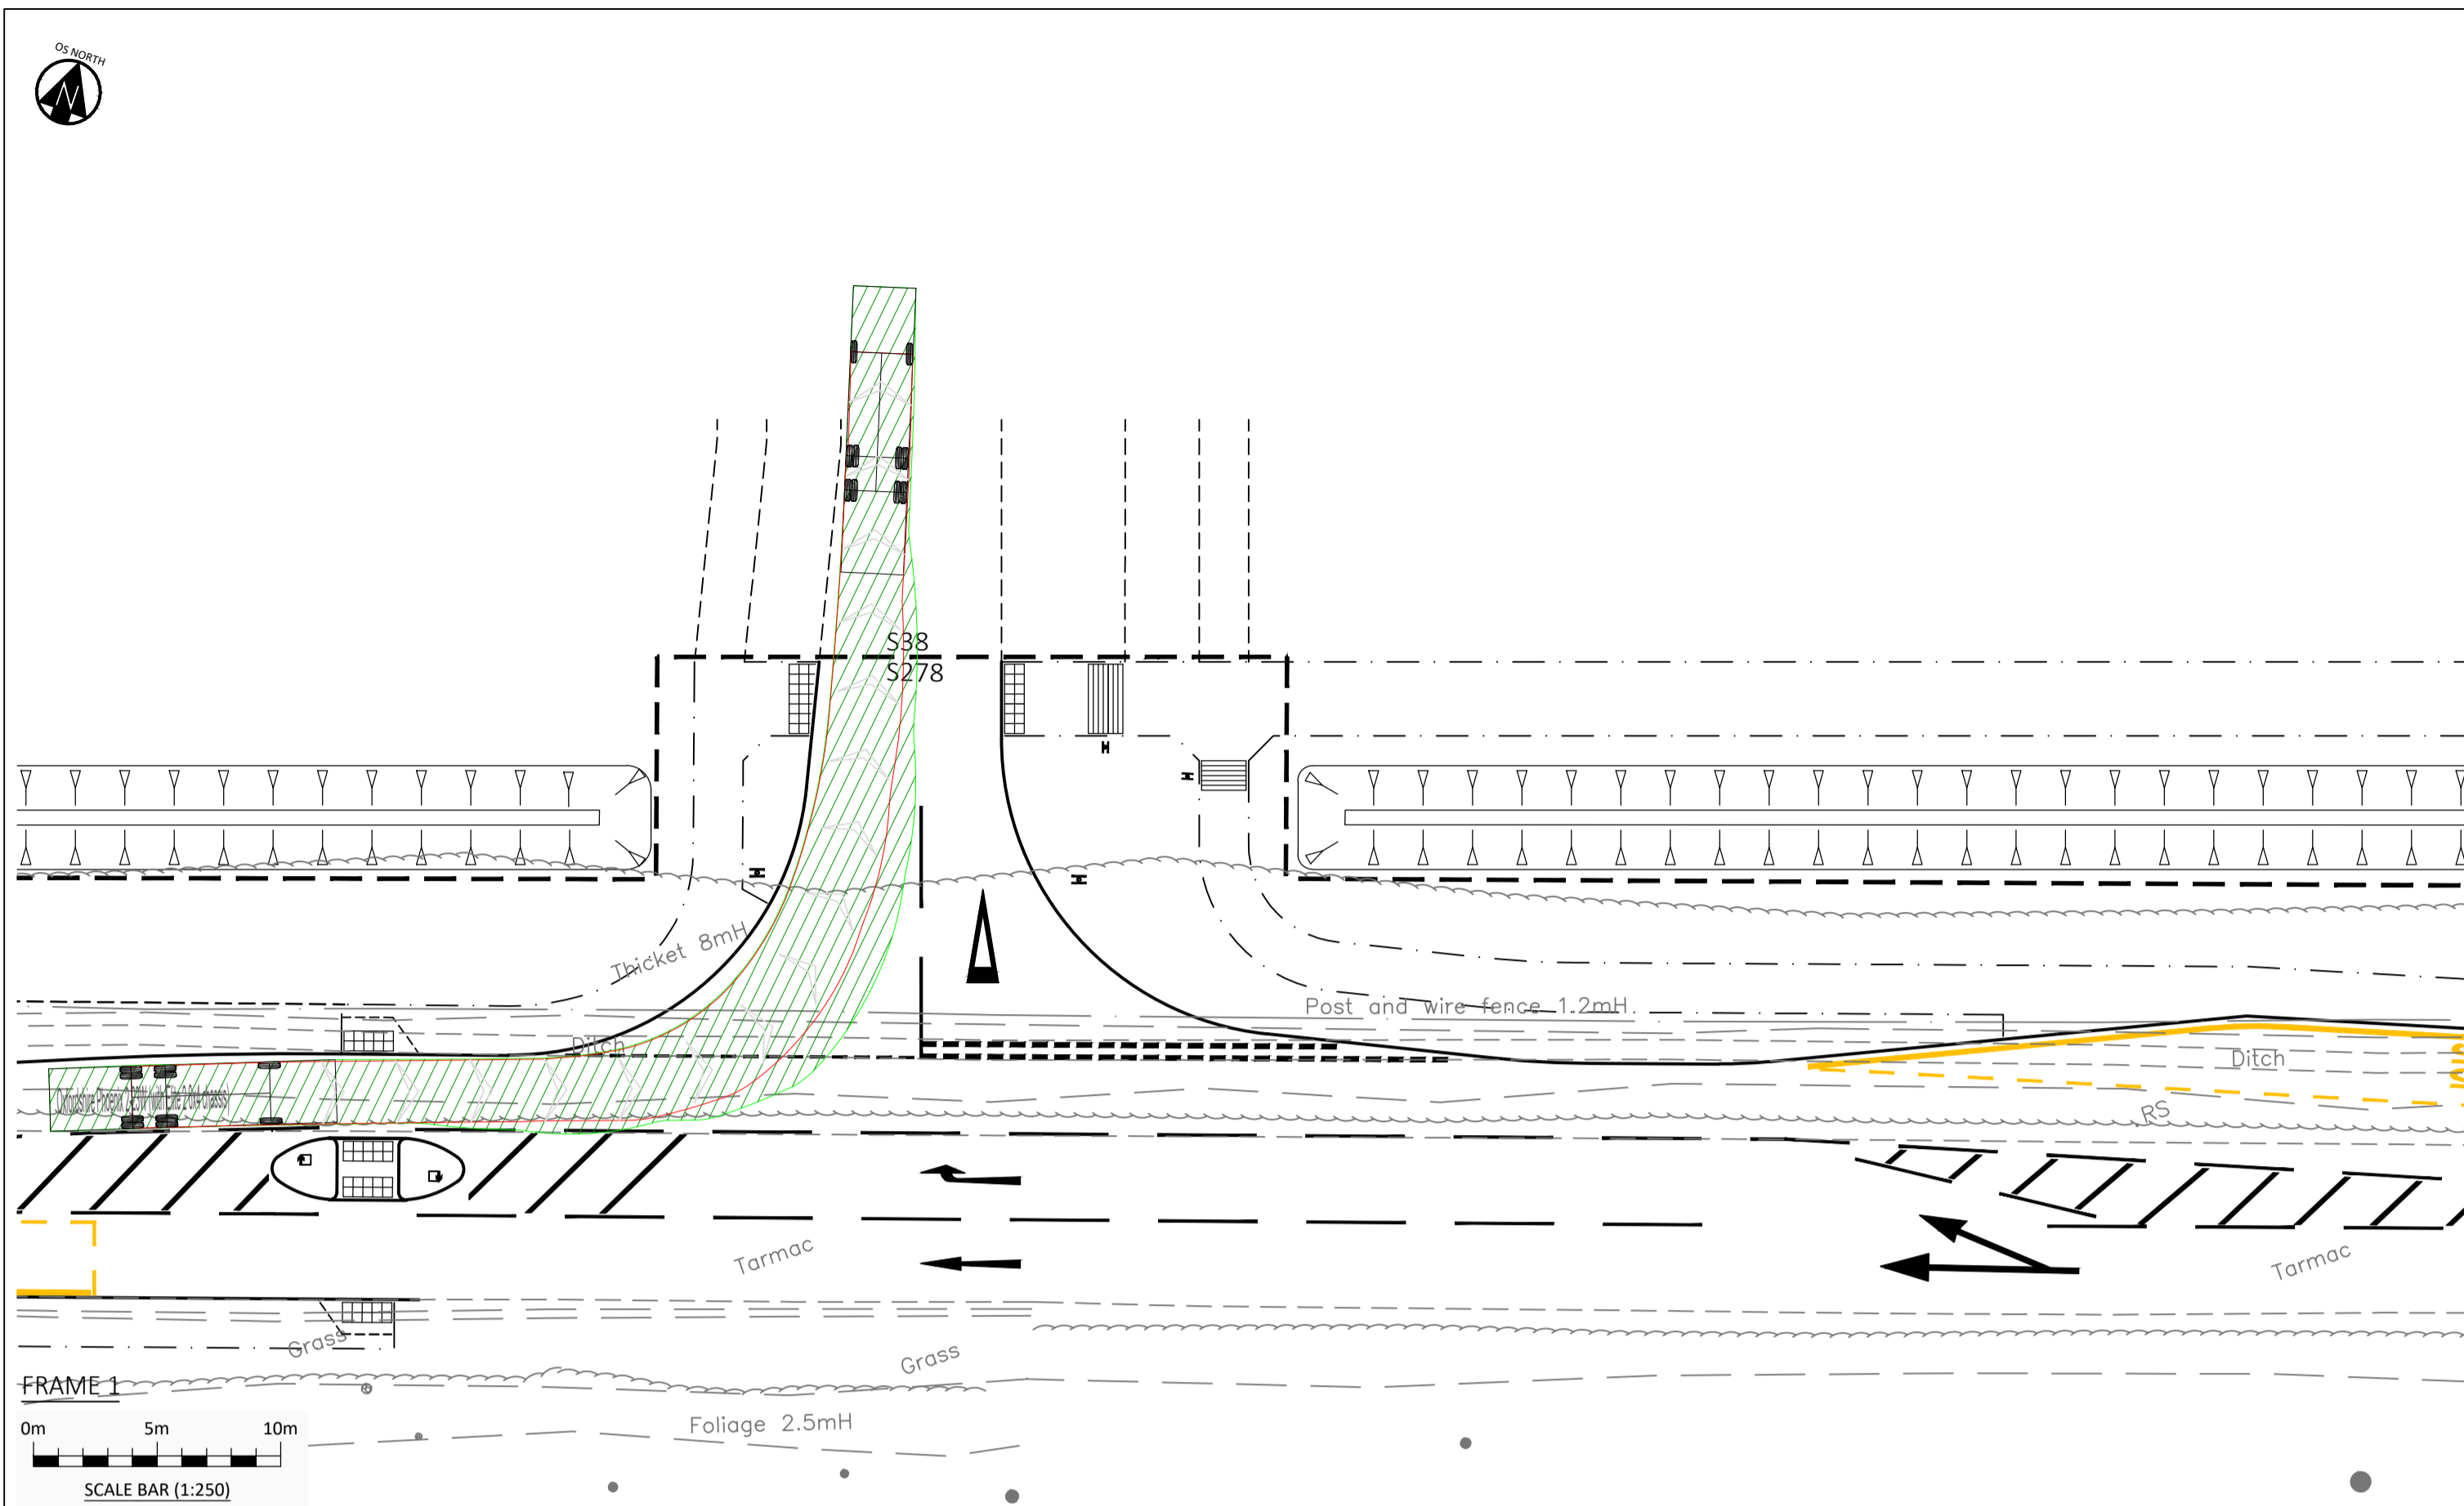 OS NORTH
N
S38
S278
Thicket 8mH
Post and wire fence 1.2mH
Ditch
Ditch
RS
Tarmac
Tarmac
Grass
Grass
FRAME 1
Foliage 2.5mH
0m 5m 10m
SCALE BAR (1:250)